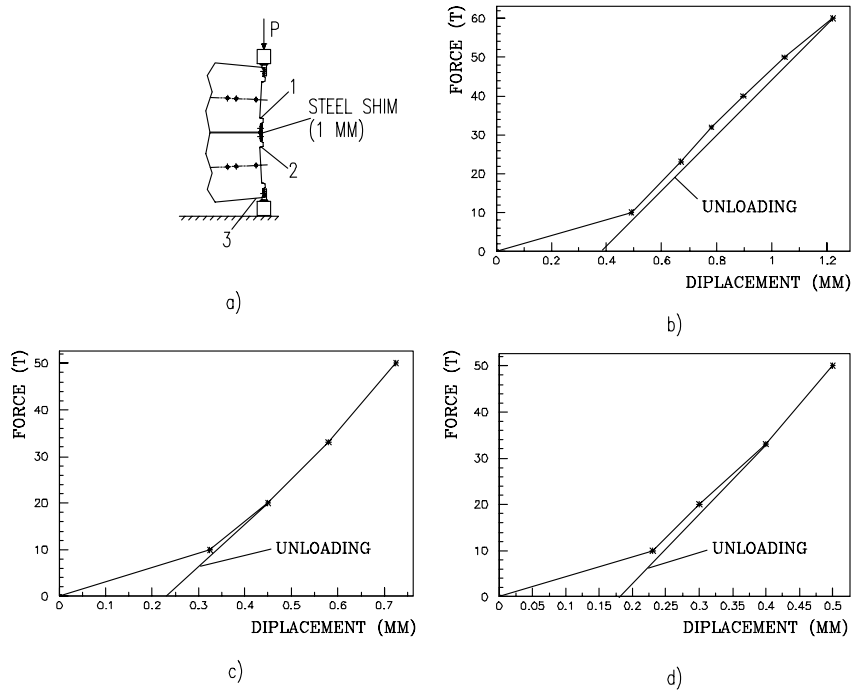 P
1
STEEL SHIM
(1 MM)
2
3
a)
FORCE (T)
60
50
40
30
20
10
0
UNLOADING
0 0.2 0.4 0.6 0.8 1 1.2
DIPLACEMENT (MM)
b)
FORCE (T)
50
40
30
20
10
0
UNLOADING
0 0.1 0.2 0.3 0.4 0.5 0.6 0.7
DIPLACEMENT (MM)
c)
FORCE (T)
50
40
30
20
10
0
UNLOADING
0 0.05 0.1 0.15 0.2 0.25 0.3 0.35 0.4 0.45 0.5
DIPLACEMENT (MM)
d)